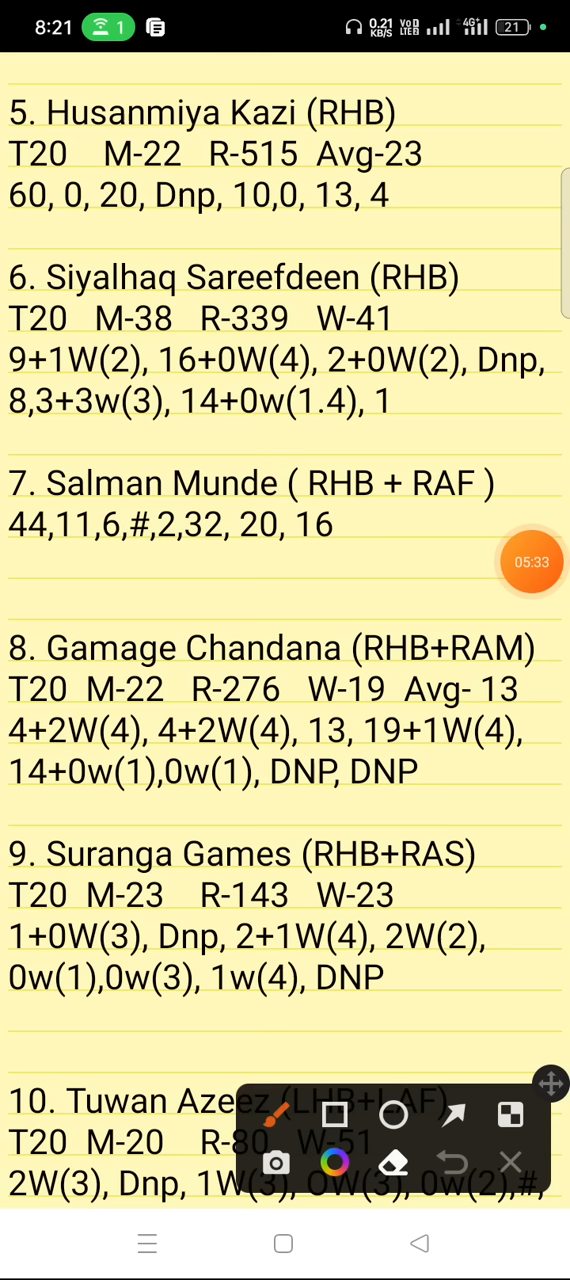 8:21 1 0.21 KB/S VoD LTE2 4G+ 21
5. Husanmiya Kazi (RHB)
T20 M-22 R-515 Avg-23
60, 0, 20, Dnp, 10,0, 13, 4
6. Siyalhaq Sareefdeen (RHB)
T20 M-38 R-339 W-41
9+1W(2), 16+0W(4), 2+0W(2), Dnp,
8,3+3w(3), 14+0w(1.4), 1
7. Salman Munde ( RHB + RAF )
44,11,6,#,2,32, 20, 16
05:33
8. Gamage Chandana (RHB+RAM)
T20 M-22 R-276 W-19 Avg- 13
4+2W(4), 4+2W(4), 13, 19+1W(4),
14+0w(1),0w(1), DNP, DNP
9. Suranga Games (RHB+RAS)
T20 M-23 R-143 W-23
1+0W(3), Dnp, 2+1W(4), 2W(2),
0w(1),0w(3), 1w(4), DNP
10. Tuwan Azeez (LHB+LAF)
T20 M-20 R-80 W-51
2W(3), Dnp, 1W(3), OW(3), 0w(2),#,